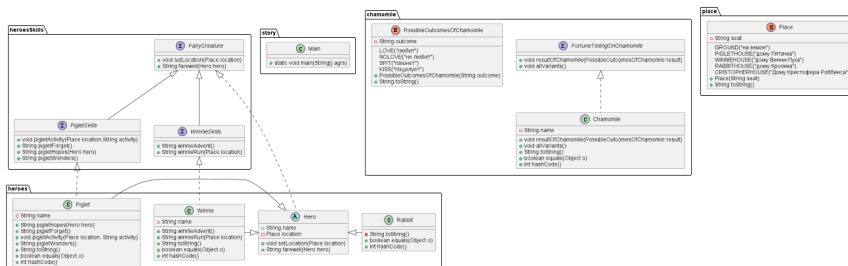 heroesSkills
FairyCreature
void setLocation(Place location)
String farewell(Hero hero)
PigletSkills
void pigletActivity(Place location,String activity)
String pigletForget()
String pigletHopes(Hero hero)
String pigletWonders()
WinnieSkills
String winnieAdvent()
String winnieRun(Place location)
story
Main
static void main(String[] agrs)
chamomile
PossibleOutcomesOfChamomile
String outcome
LOVE("любит")
NOLOVE("не любит")
SPIT("плюнет")
KISS("поцелует")
PossibleOutcomesOfChamomile(String outcome)
String toString()
FortuneTellingOnChamomile
void resultOfChamomile(PossibleOutcomesOfChamomile result)
void allVariants()
Chamomile
String name
void resultOfChamomile(PossibleOutcomesOfChamomile result)
void allVariants()
String toString()
boolean equals(Object o)
int hashCode()
place
Place
String seat
GROUND("на земле")
PIGLETHOUSE("дому Пятачка")
WINNIEHOUSE("дому Винни-Пуха")
RABBITHOUSE("дому Кролика")
CRISTOPHERHOUSE("Дому Кристофера Роббинса")
Place(String seat)
String toString()
heroes
Piglet
String name
String pigletHopes(Hero hero)
String pigletForget()
void pigletActivity(Place location, String activity)
String pigletWonders()
String toString()
boolean equals(Object o)
int hashCode()
Winnie
String name
String winnieAdvent()
String winnieRun(Place location)
String toString()
boolean equals(Object o)
int hashCode()
Hero
String name
Place location
void setLocation(Place location)
String farewell(Hero hero)
Rabbit
String toString()
boolean equals(Object o)
int hashCode()